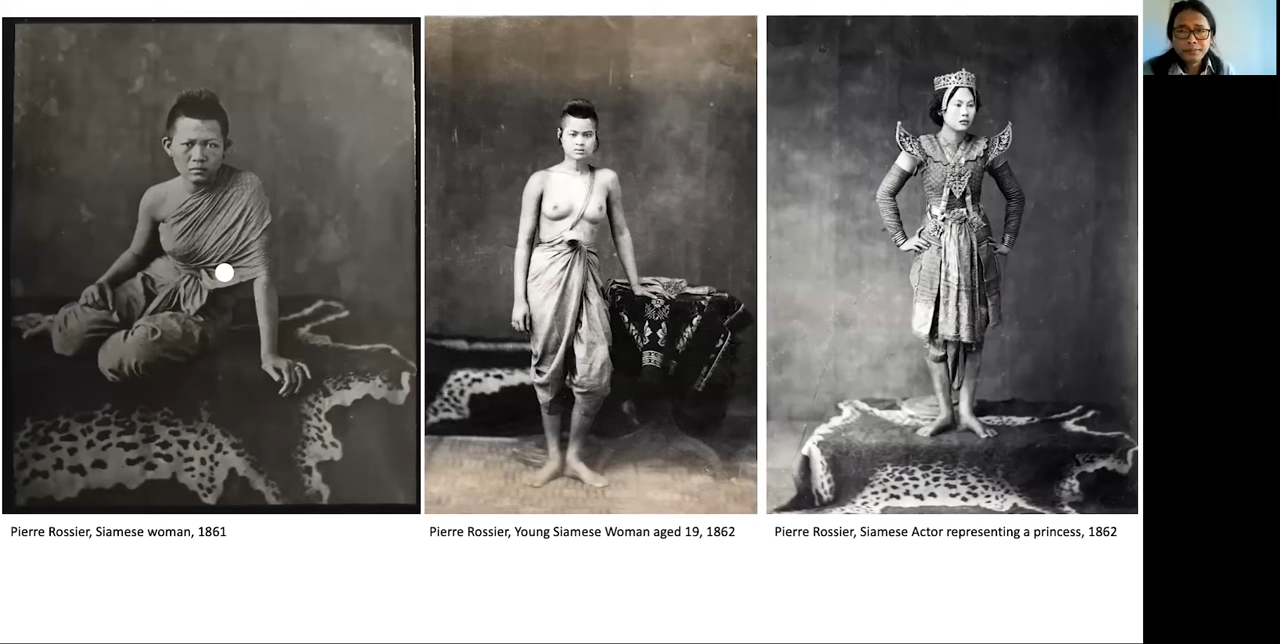 Pierre Rossier, Siamese woman, 1861
Pierre Rossier, Young Siamese Woman aged 19, 1862
Pierre Rossier, Siamese Actor representing a princess, 1862